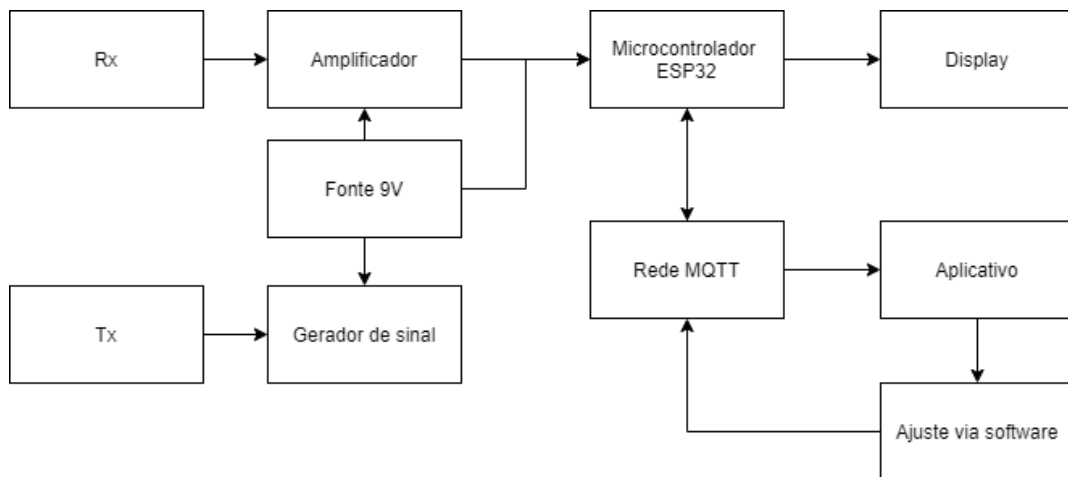 Rx
Amplificador
Microcontrolador
ESP32
Display
Fonte 9V
Rede MQTT
Aplicativo
Tx
Gerador de sinal
Ajuste via software